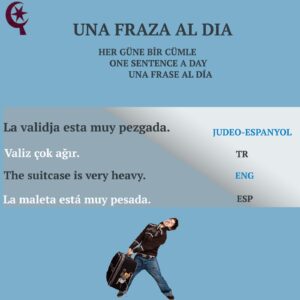 UNA FRAZA AL DIA
HER GÜNE BİR CÜMLE
ONE SENTENCE A DAY
UNA FRASE AL DÍA
La validja esta muy pezgada.
JUDEO-ESPANYOL
Valiz çok ağır.
TR
The suitcase is very heavy.
ENG
La maleta está muy pesada.
ESP